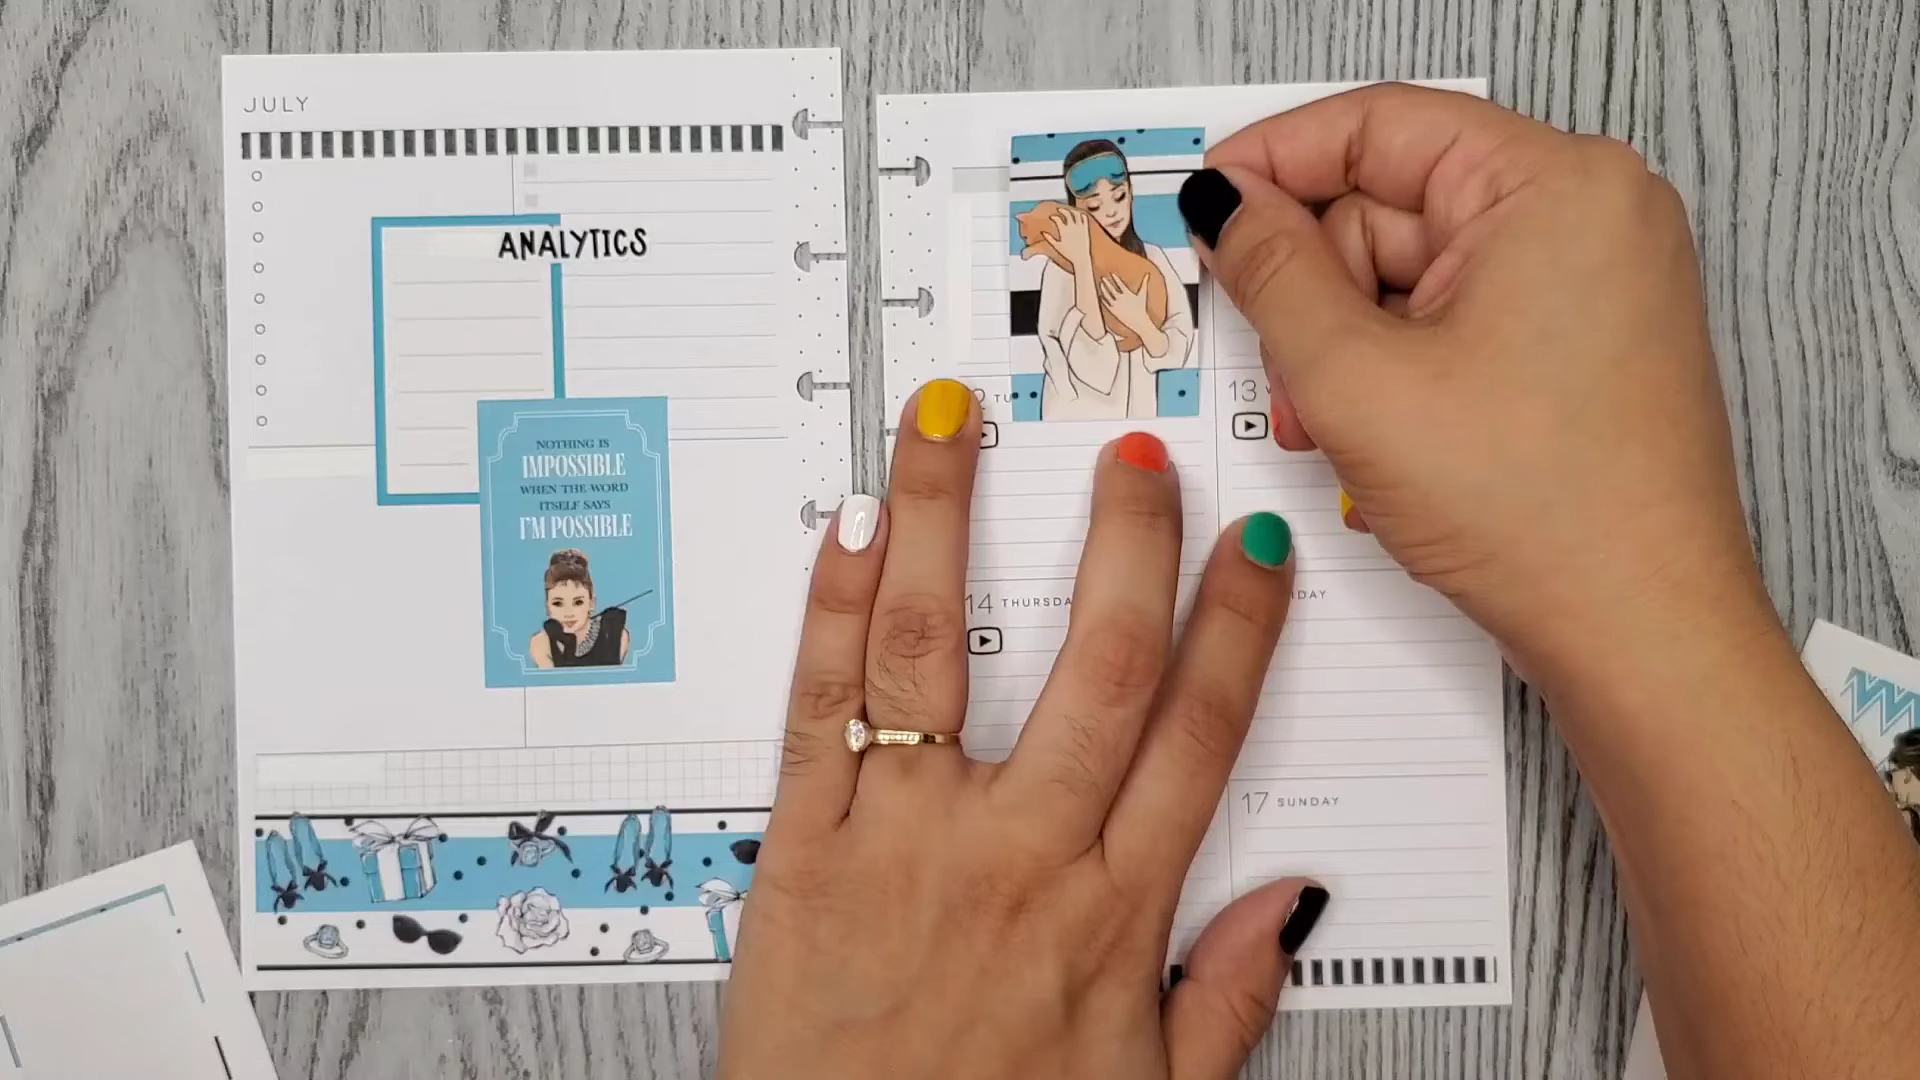 JULY
ANALYTICS
NOTHING IS
IMPOSSIBLE
WHEN THE WORD
ITSELF SAYS
I'M POSSIBLE
13
14 THURSDA
17 SUNDAY